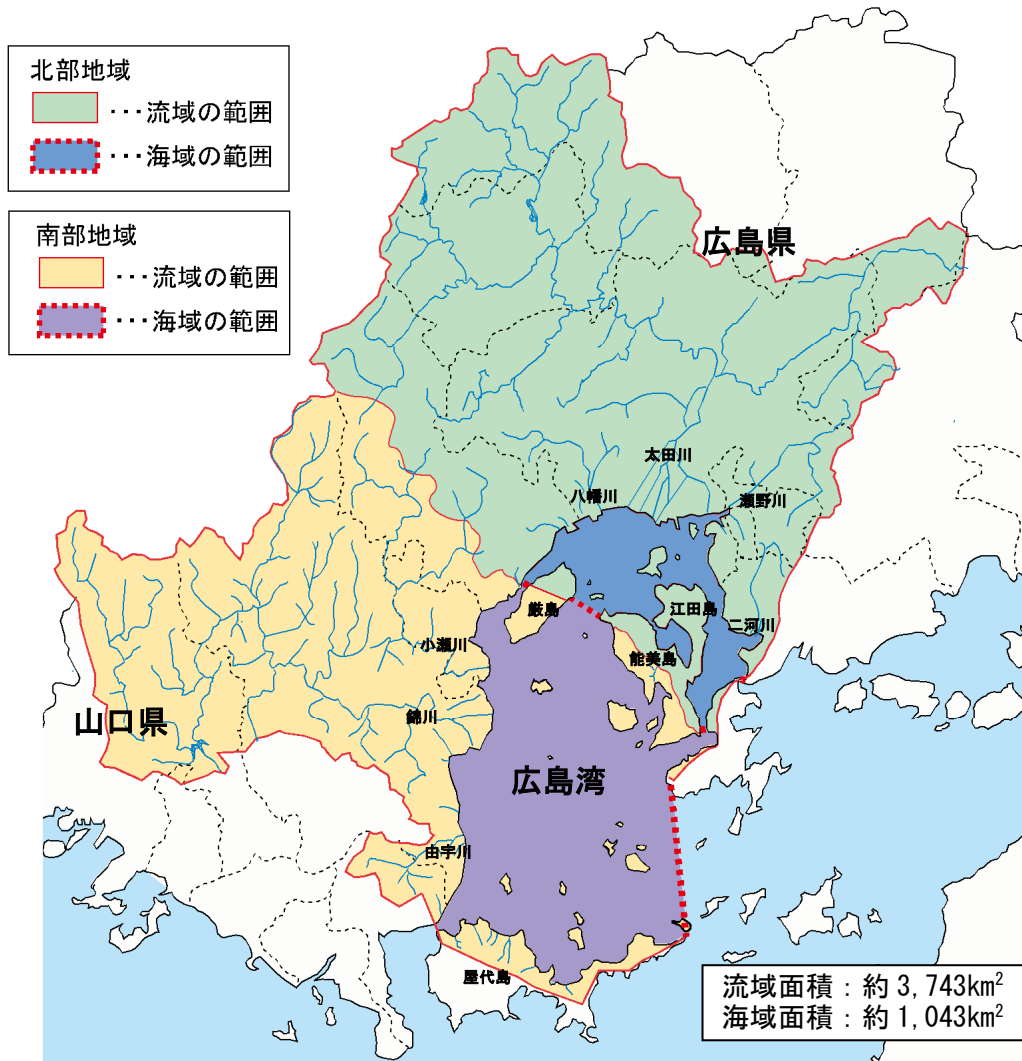 北部地域
･･･流域の範囲
･･･海域の範囲
南部地域
･･･流域の範囲
･･･海域の範囲
広島県
太田川
八幡川
瀬野川
厳島
江田島
二河川
小瀬川
能美島
錦川
山口県
広島湾
由宇川
屋代島
流域面積：約3,743km²
海域面積：約1,043km²